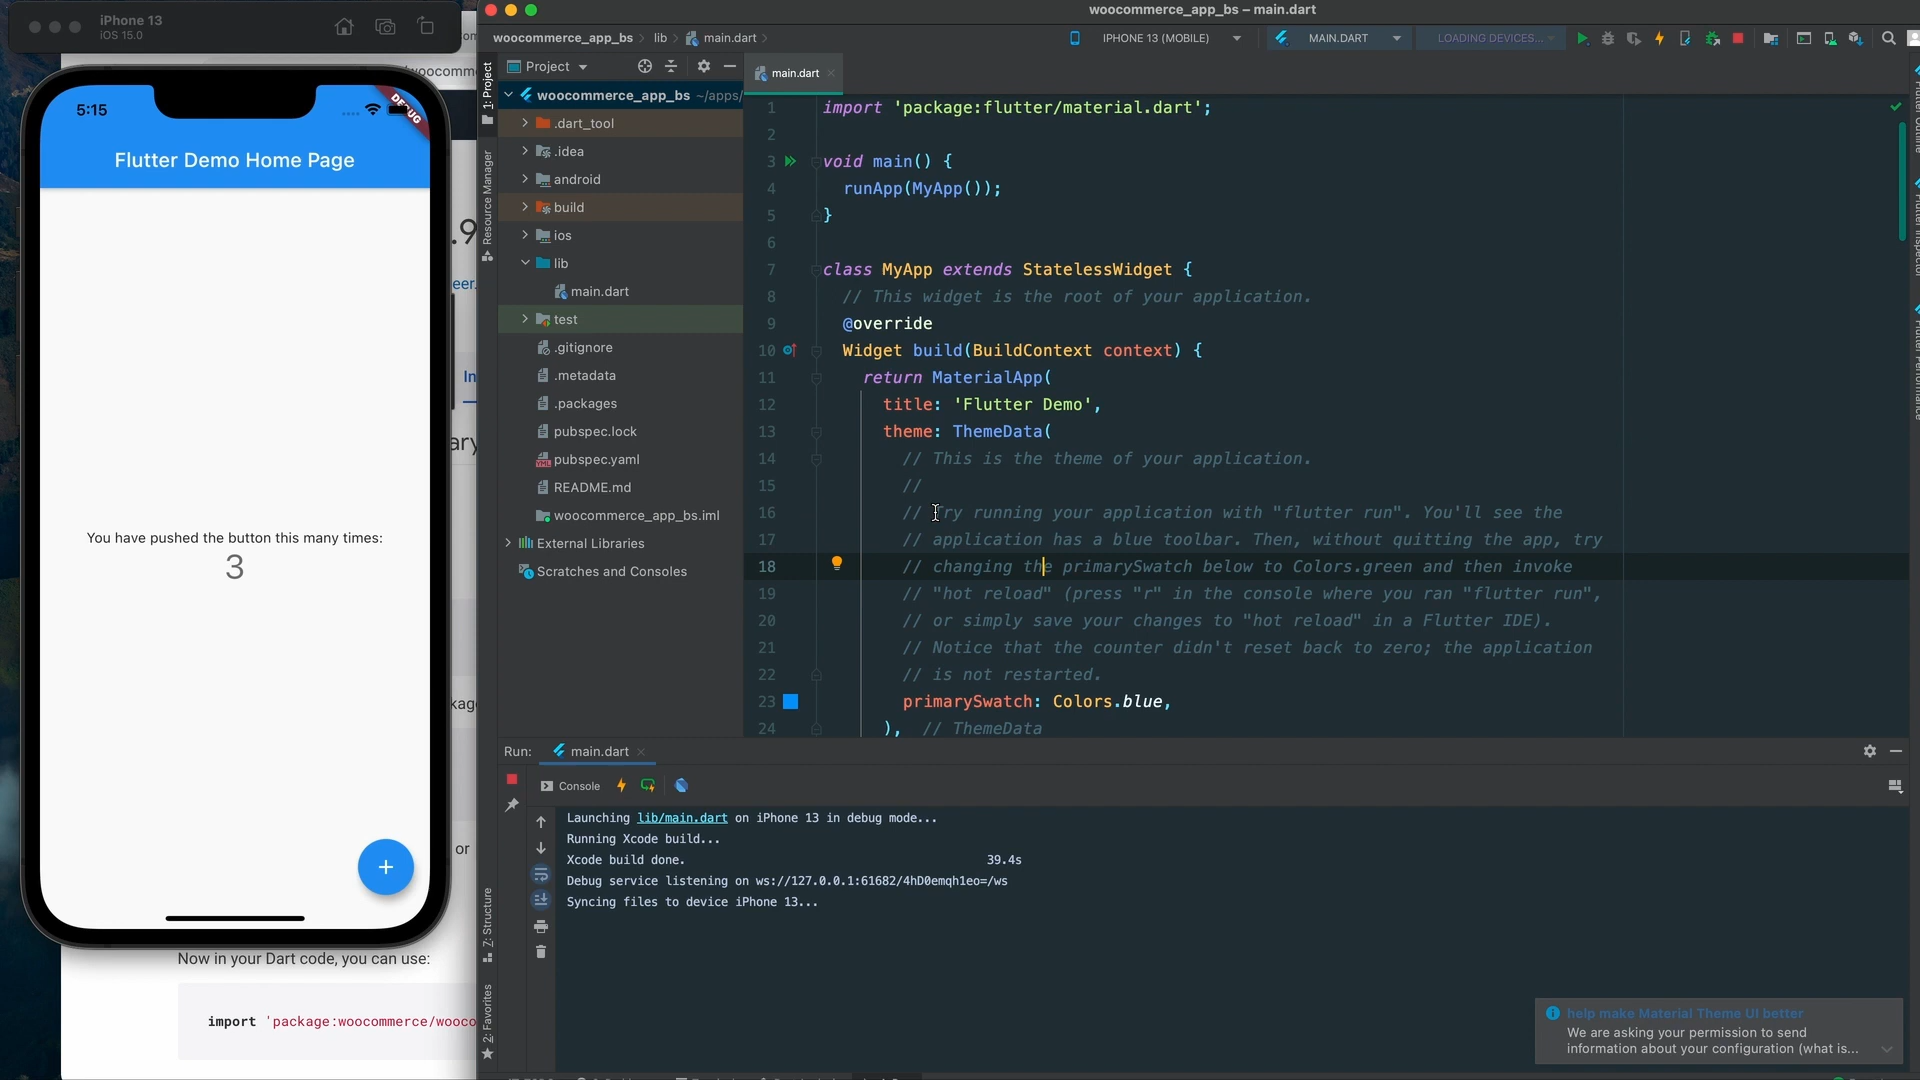 iPhone 13
iOS 15.0
woocommerce_app_bs – main.dart
woocommerce_app_bs
lib
main.dart
IPHONE 13 (MOBILE)
MAIN.DART
LOADING DEVICES...
1: Project
Project
main.dart
Resource Manager
Z: Structure
2: Favorites
woocommerce_app_bs ~/apps/
.dart_tool
.idea
android
build
ios
lib
main.dart
test
.gitignore
.metadata
.packages
pubspec.lock
pubspec.yaml
README.md
woocommerce_app_bs.iml
External Libraries
Scratches and Consoles
5:15
DEBUG
Flutter Demo Home Page
You have pushed the button this many times:
3
+
Now in your Dart code, you can use:
import 'package:woocommerce/wooco
1 import 'package:flutter/material.dart';
2
3 void main() {
4 runApp(MyApp());
5 }
6
7 class MyApp extends StatelessWidget {
8 // This widget is the root of your application.
9 @override
10 Widget build(BuildContext context) {
11 return MaterialApp(
12 title: 'Flutter Demo',
13 theme: ThemeData(
14 // This is the theme of your application.
15 //
16 // Try running your application with "flutter run". You'll see the
17 // application has a blue toolbar. Then, without quitting the app, try
18 // changing the primarySwatch below to Colors.green and then invoke
19 // "hot reload" (press "r" in the console where you ran "flutter run",
20 // or simply save your changes to "hot reload" in a Flutter IDE).
21 // Notice that the counter didn't reset back to zero; the application
22 // is not restarted.
23 primarySwatch: Colors.blue,
24 ), // ThemeData
Run: main.dart
Console
Launching lib/main.dart on iPhone 13 in debug mode...
Running Xcode build...
Xcode build done. 39.4s
Debug service listening on ws://127.0.0.1:61682/4hD0emqh1eo=/ws
Syncing files to device iPhone 13...
help make Material Theme UI better
We are asking your permission to send
information about your configuration (what is...